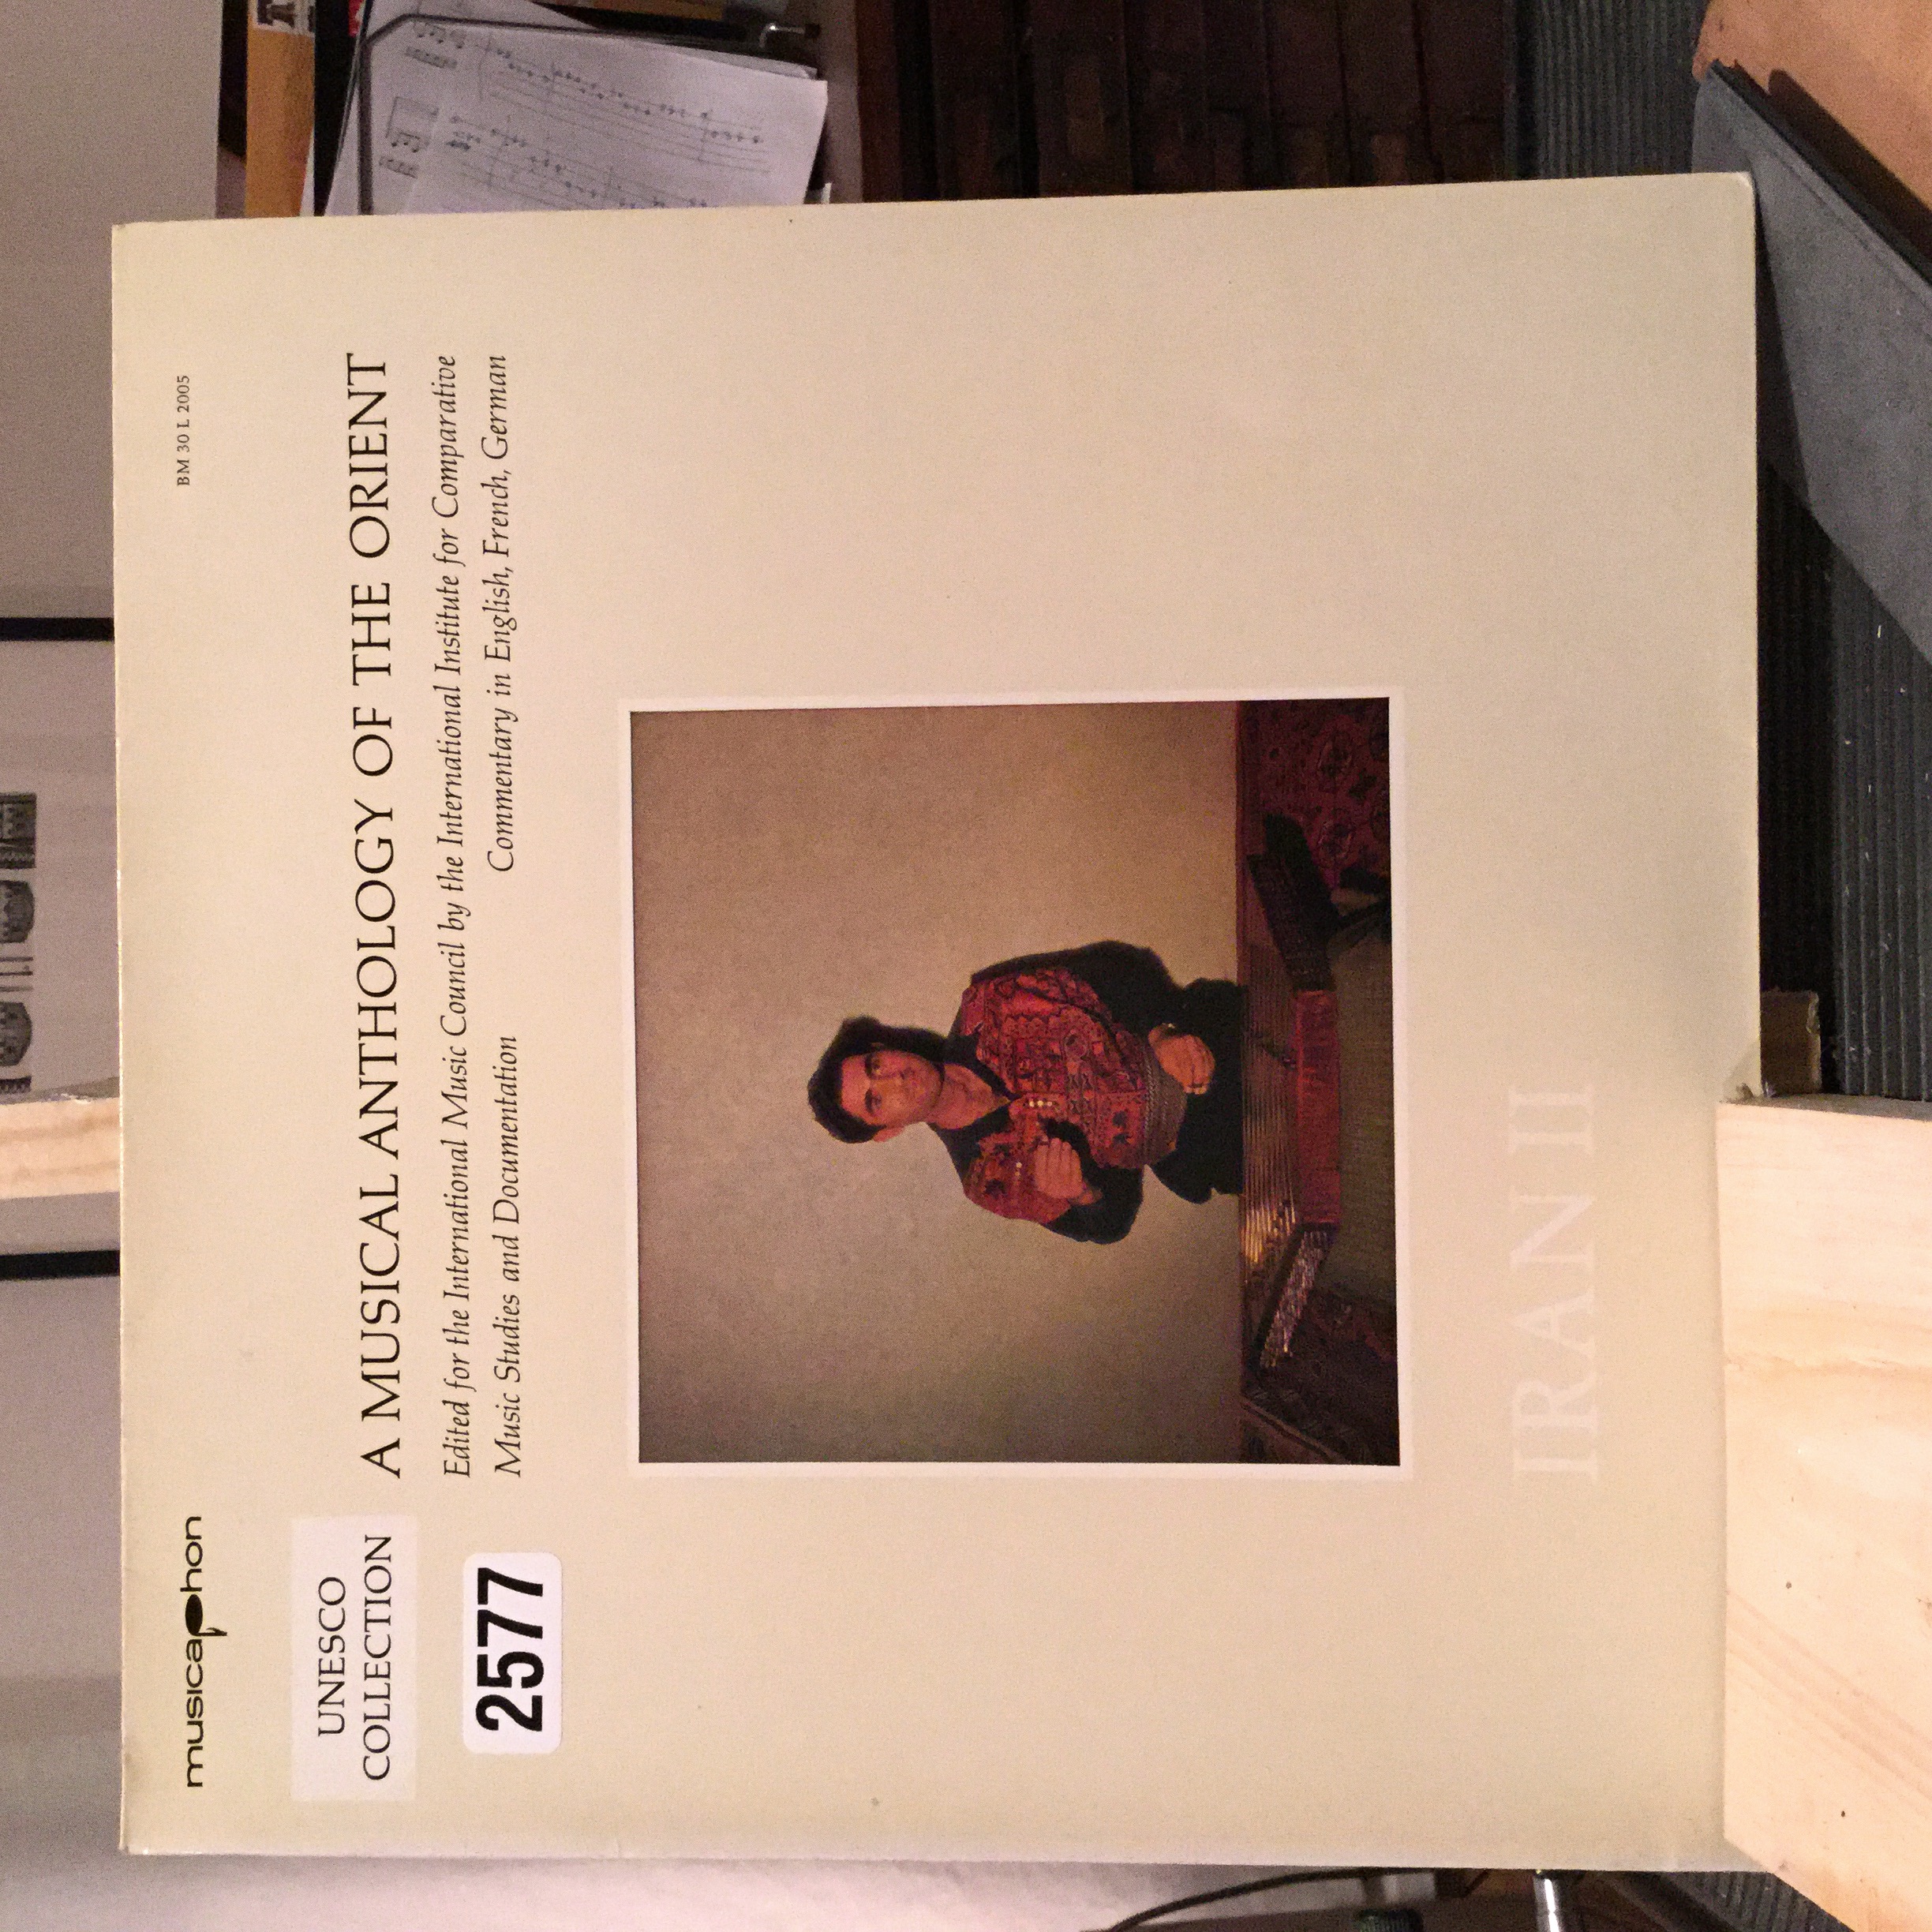 musicaphon
BM 30 L 2005
UNESCO
COLLECTION
A MUSICAL ANTHOLOGY OF THE ORIENT
Edited for the International Music Council by the International Institute for Comparative
Music Studies and Documentation Commentary in English, French, German
2577
IRAN II